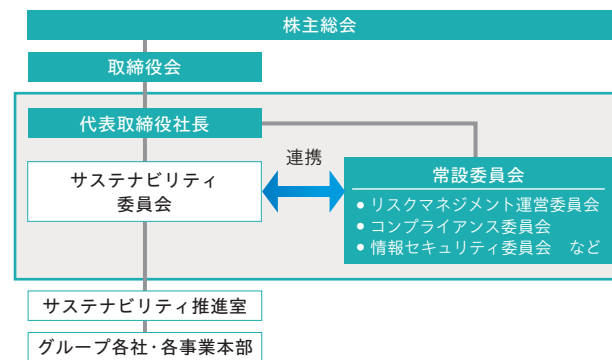 株主総会
取締役会
代表取締役社長
サステナビリティ
委員会
連携
常設委員会
● リスクマネジメント運営委員会
● コンプライアンス委員会
● 情報セキュリティ委員会　など
サステナビリティ推進室
グループ各社・各事業本部